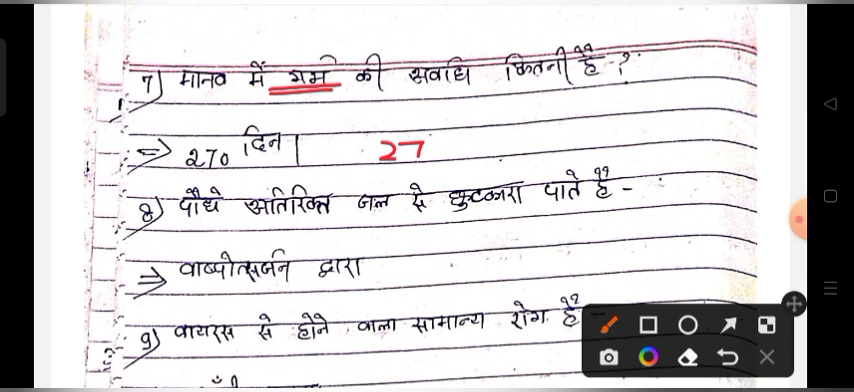 7) मानव में गर्भ की अवधि कितनी है ?
⇒ 270 दिन | 27
8) पौधे अतिरिक्त जल से छुटकारा पाते है -
⇒ वाष्पोत्सर्जन द्वारा
9) वायरस से होने वाला सामान्य रोग है